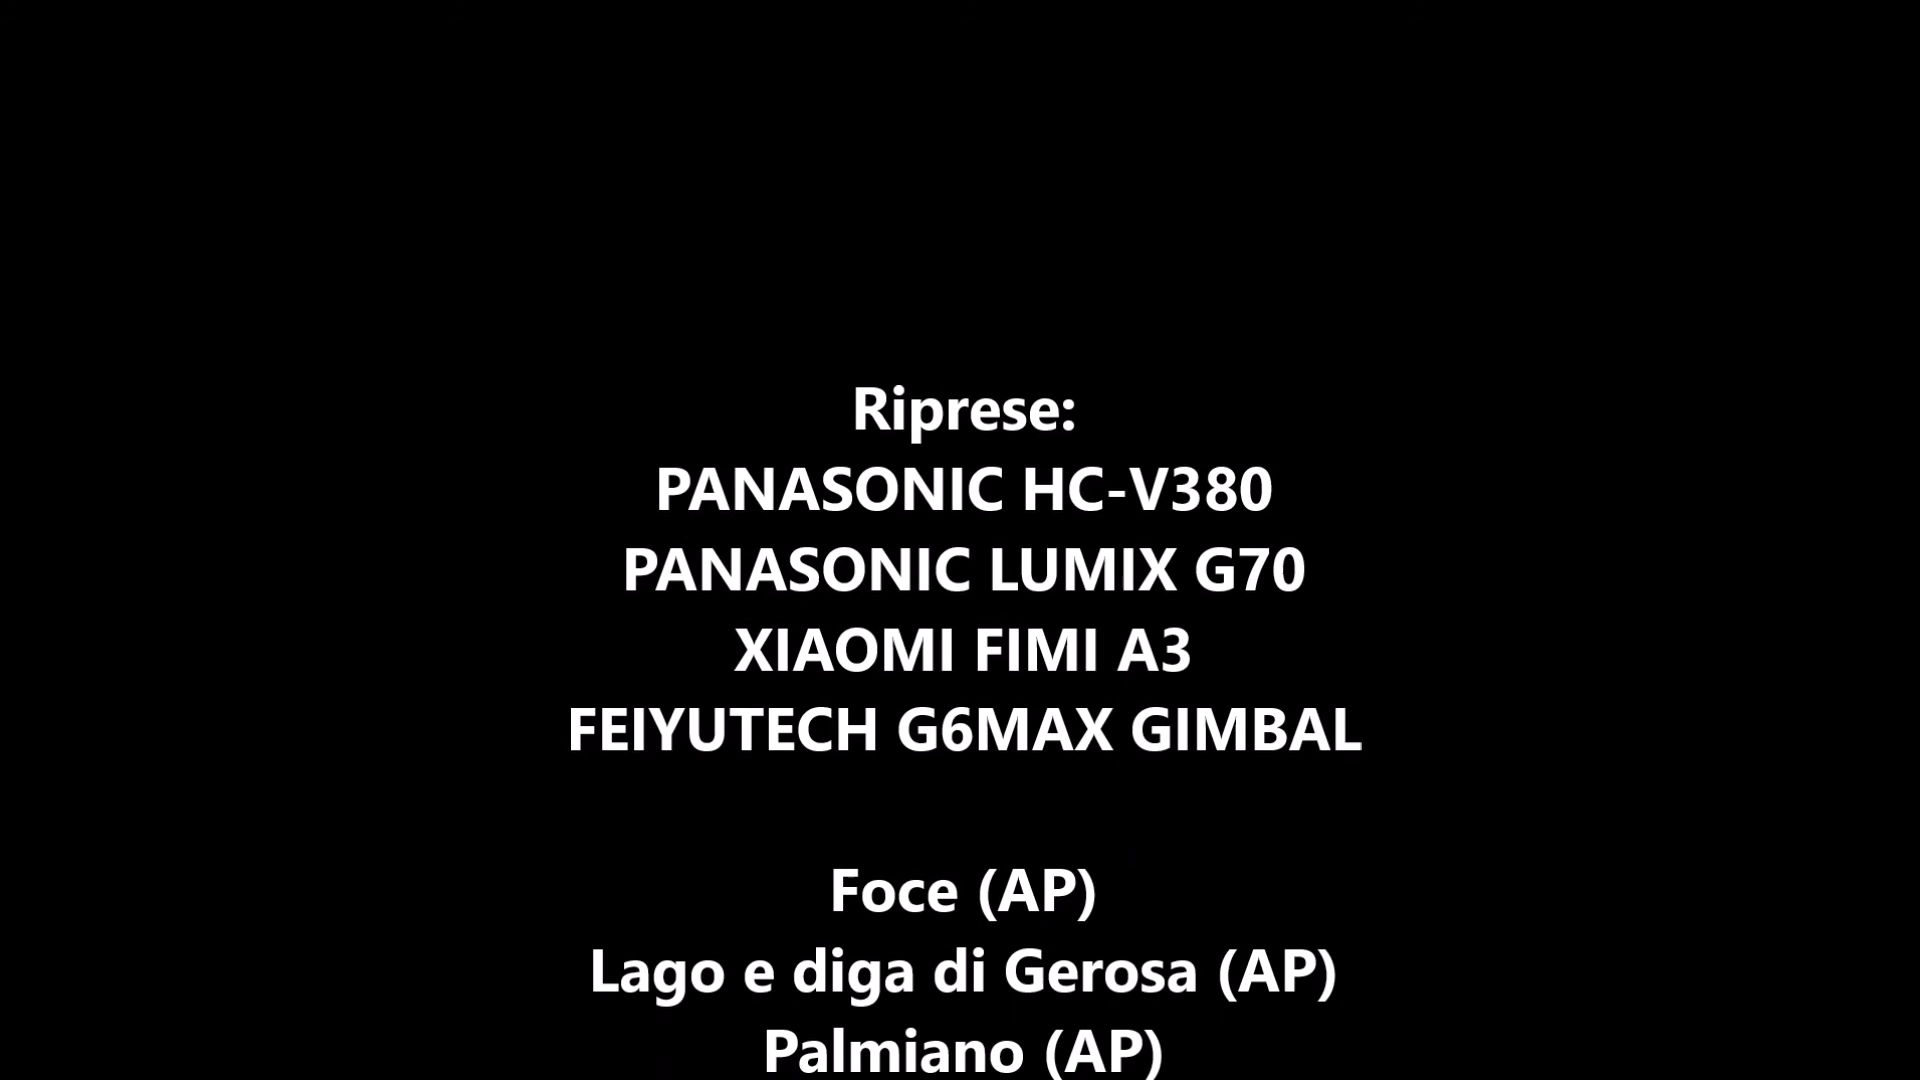 Riprese:
PANASONIC HC-V380
PANASONIC LUMIX G70
XIAOMI FIMI A3
FEIYUTECH G6MAX GIMBAL
Foce (AP)
Lago e diga di Gerosa (AP)
Palmiano (AP)